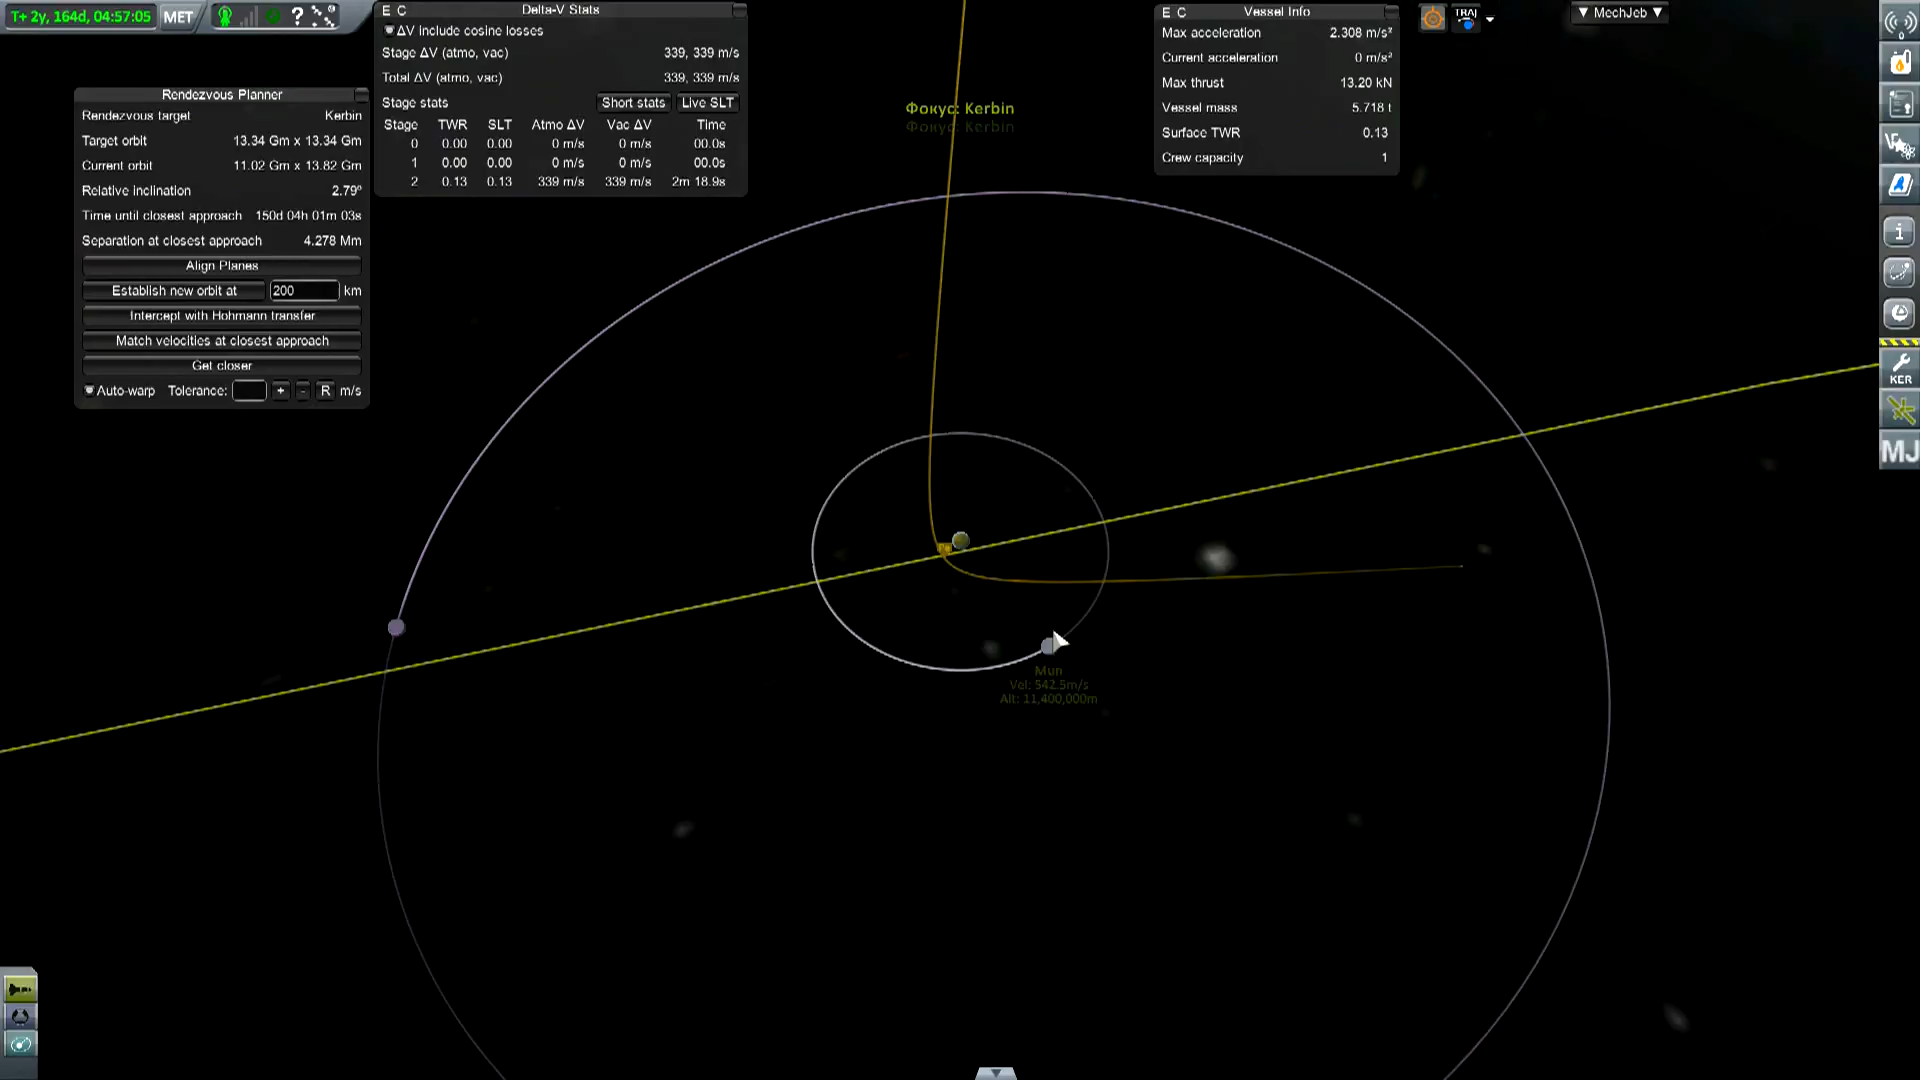 T+ 2y, 164d, 04:57:05 MET ?
E C Delta-V Stats
ΔV include cosine losses
Stage ΔV (atmo, vac) 339, 339 m/s
Total ΔV (atmo, vac) 339, 339 m/s
Stage stats Short stats Live SLT
Stage TWR SLT Atmo ΔV Vac ΔV Time
0 0.00 0.00 0 m/s 0 m/s 00.0s
1 0.00 0.00 0 m/s 0 m/s 00.0s
2 0.13 0.13 339 m/s 339 m/s 2m 18.9s
E C Vessel Info
Max acceleration 2.308 m/s²
Current acceleration 0 m/s²
Max thrust 13.20 kN
Vessel mass 5.718 t
Surface TWR 0.13
Crew capacity 1
TRAJ
▼ MechJeb ▼
Rendezvous Planner
Rendezvous target Kerbin
Target orbit 13.34 Gm x 13.34 Gm
Current orbit 11.02 Gm x 13.82 Gm
Relative inclination 2.79º
Time until closest approach 150d 04h 01m 03s
Separation at closest approach 4.278 Mm
Align Planes
Establish new orbit at 200 km
Intercept with Hohmann transfer
Match velocities at closest approach
Get closer
Auto-warp Tolerance: + - R m/s
Фокус: Kerbin
Фокус: Kerbin
Mun
Vel: 542.5m/s
Alt: 11,400,000m
KER
MJ